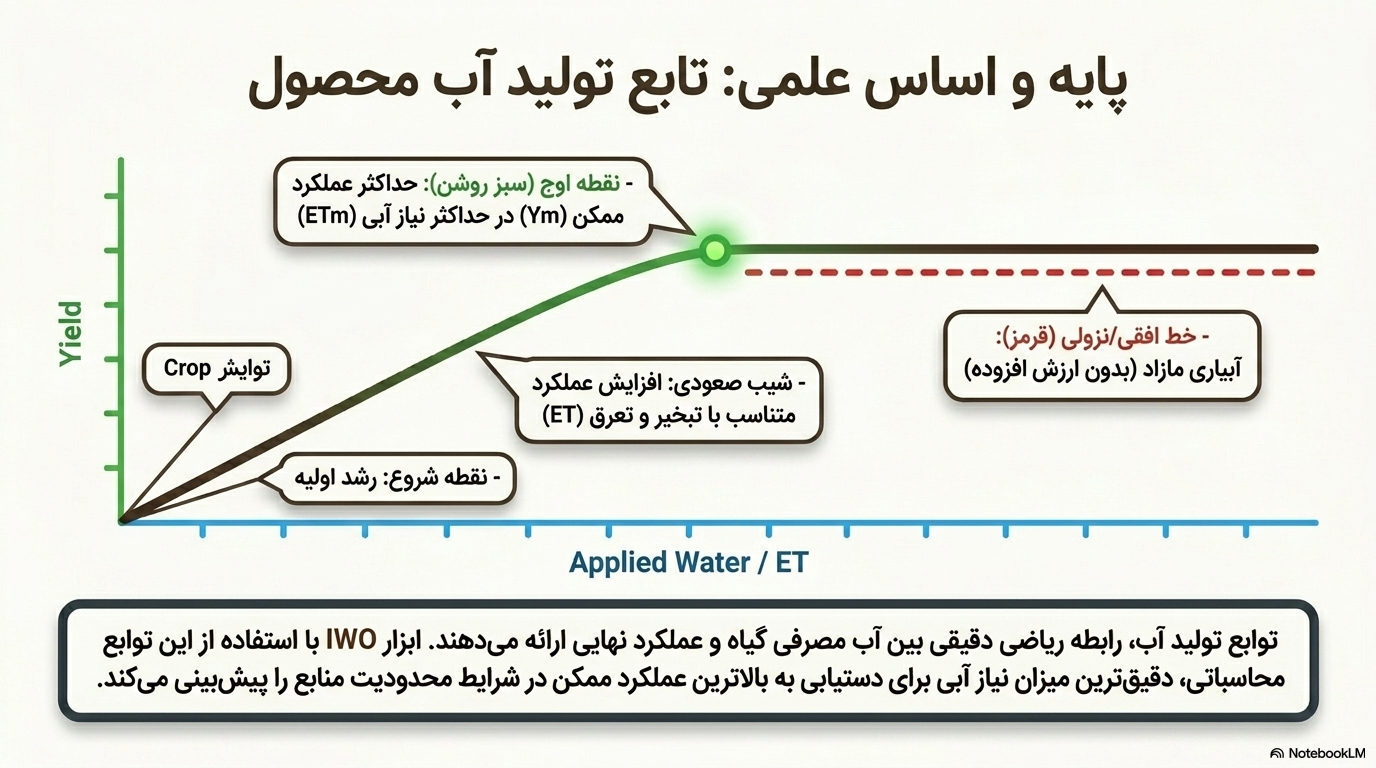 پایه و اساس علمی: تابع تولید آب محصول
- نقطه اوج (سبز روشن): حداکثر عملکرد
ممکن (Ym) در حداکثر نیاز آبی (ETm)
- خط افقی/نزولی (قرمز):
آبیاری مازاد (بدون ارزش افزوده)
Yield
توایش Crop
- شیب صعودی: افزایش عملکرد
متناسب با تبخیر و تعرق (ET)
- نقطه شروع: رشد اولیه
Applied Water / ET
توابع تولید آب، رابطه ریاضی دقیقی بین آب مصرفی گیاه و عملکرد نهایی ارائه می‌دهند. ابزار IWO با استفاده از این توابع
محاسباتی، دقیق‌ترین میزان نیاز آبی برای دستیابی به بالاترین عملکرد ممکن در شرایط محدودیت منابع را پیش‌بینی می‌کند.
NotebookLM